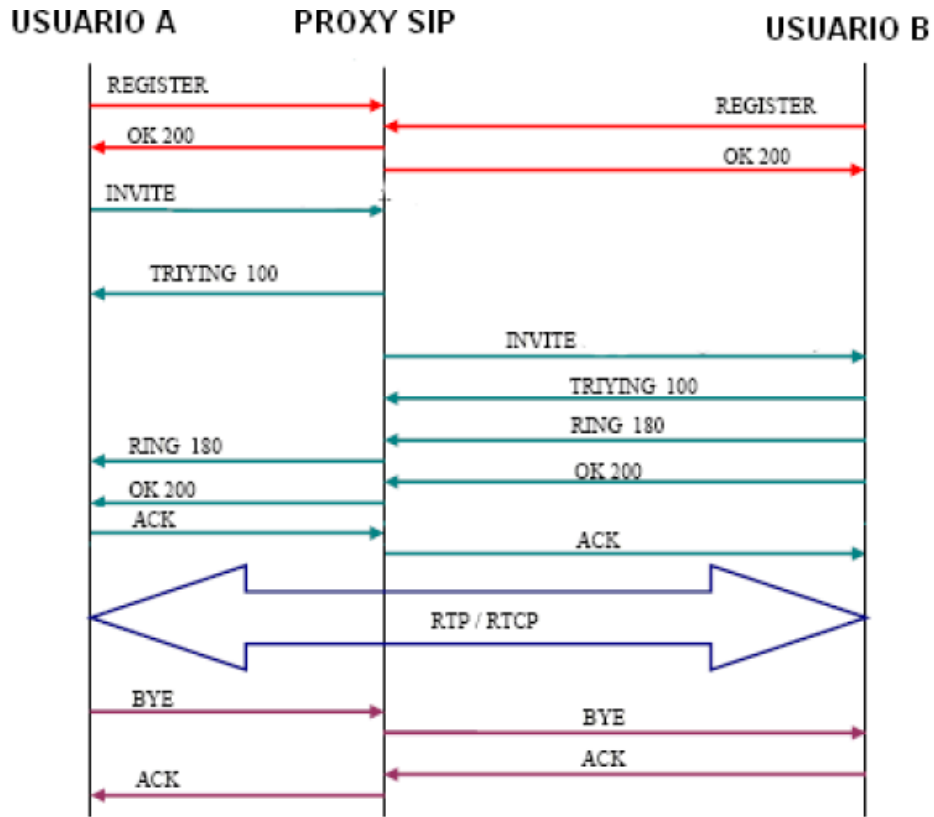 USUARIO A
PROXY SIP
USUARIO B
REGISTER
REGISTER
OK 200
OK 200
INVITE
TRIYING 100
INVITE
TRIYING 100
RING 180
RING 180
OK 200
OK 200
ACK
ACK
RTP / RTCP
BYE
BYE
ACK
ACK